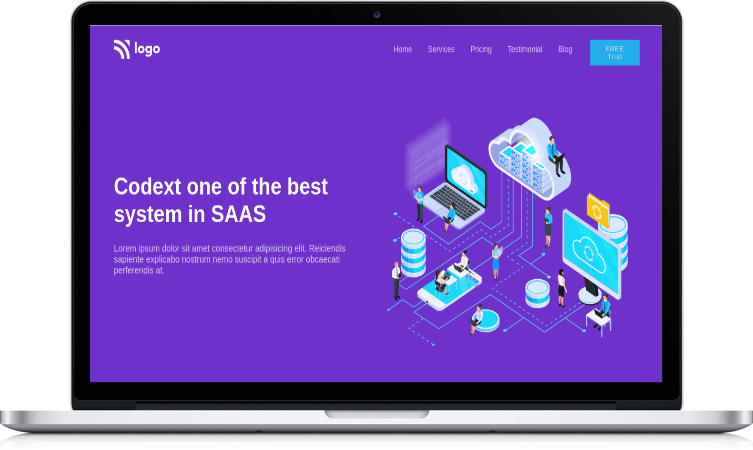 logo
Home Services Pricing Testimonial Blog
FREE
Trial
Codext one of the best
system in SAAS
Lorem ipsum dolor sit amet consectetur adipisicing elit. Reiciendis
sapiente explicabo nostrum nemo suscipit a quis error obcaecati
perferendis at.